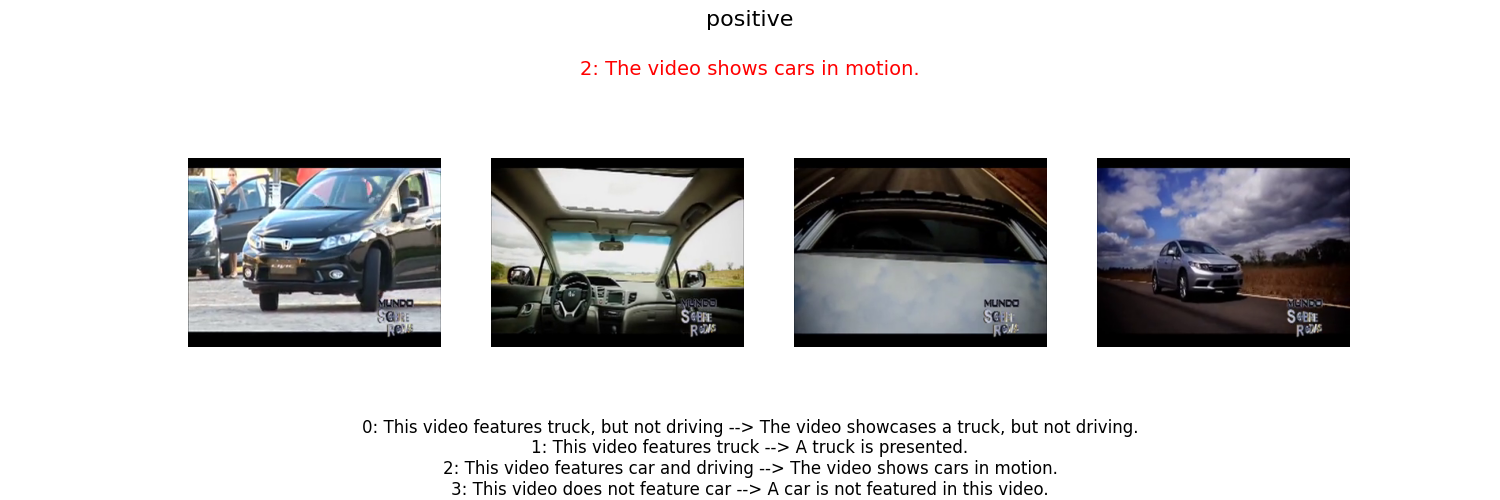 positive
2: The video shows cars in motion.
MUNDO
SOBRE
RODAS
MUNDO
SOBRE
RODAS
MUNDO
SOBRE
RODAS
MUNDO
SOBRE
RODAS
0: This video features truck, but not driving --> The video showcases a truck, but not driving.
1: This video features truck --> A truck is presented.
2: This video features car and driving --> The video shows cars in motion.
3: This video does not feature car --> A car is not featured in this video.